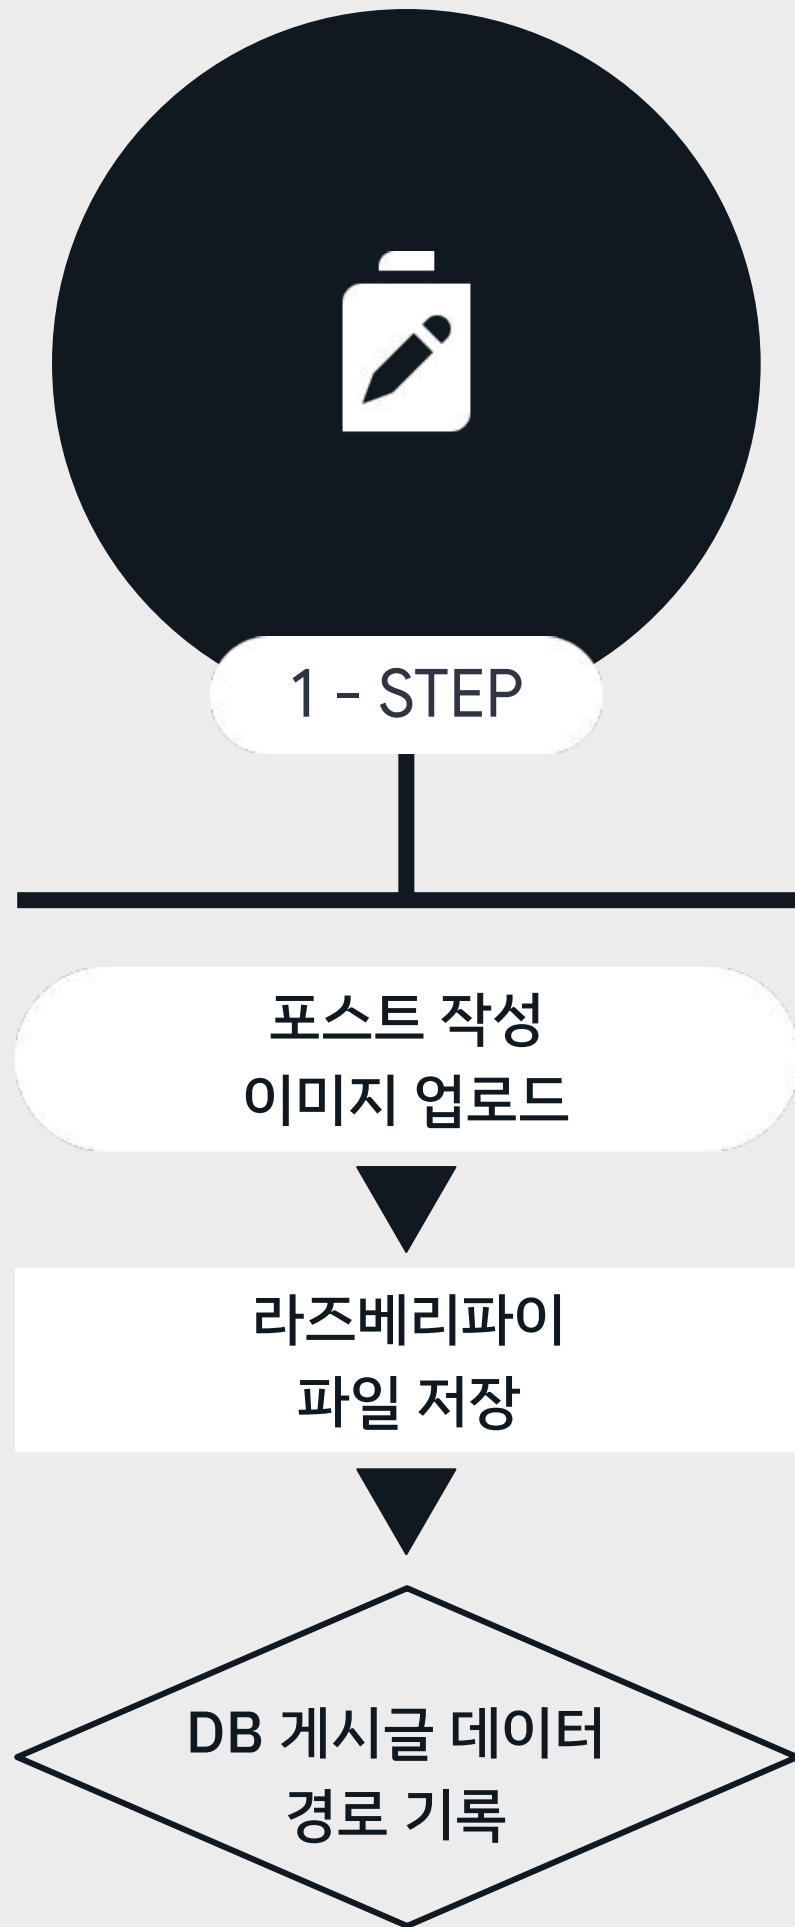 1 - STEP
포스트 작성
이미지 업로드
라즈베리파이
파일 저장
DB 게시글 데이터
경로 기록